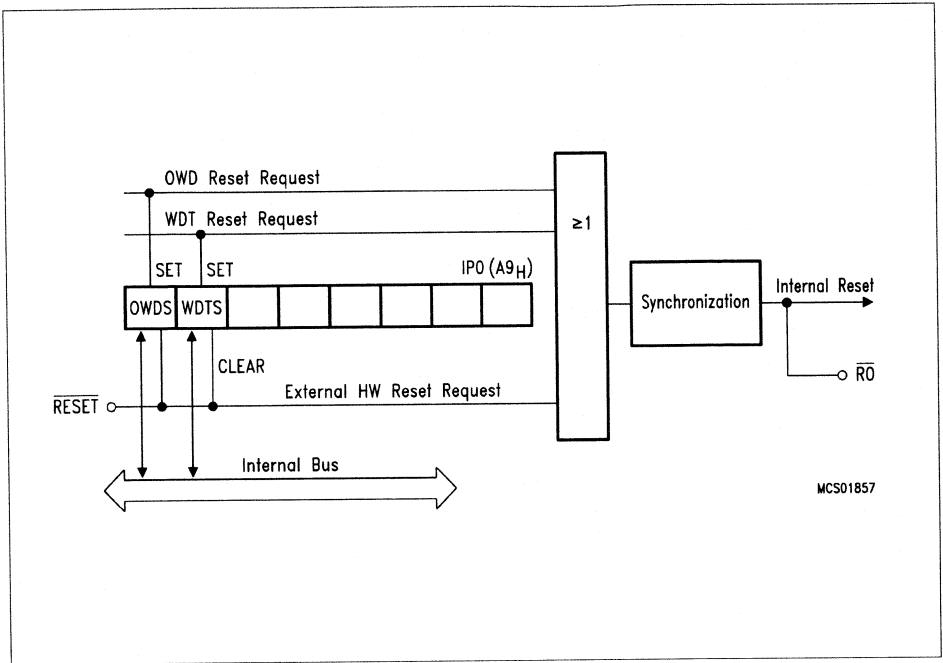 OWD Reset Request
WDT Reset Request
≥1
SET SET IP0 (A9H)
OWDS WDTS
Synchronization
Internal Reset
CLEAR
External HW Reset Request
RESET
RO
Internal Bus
MCS01857